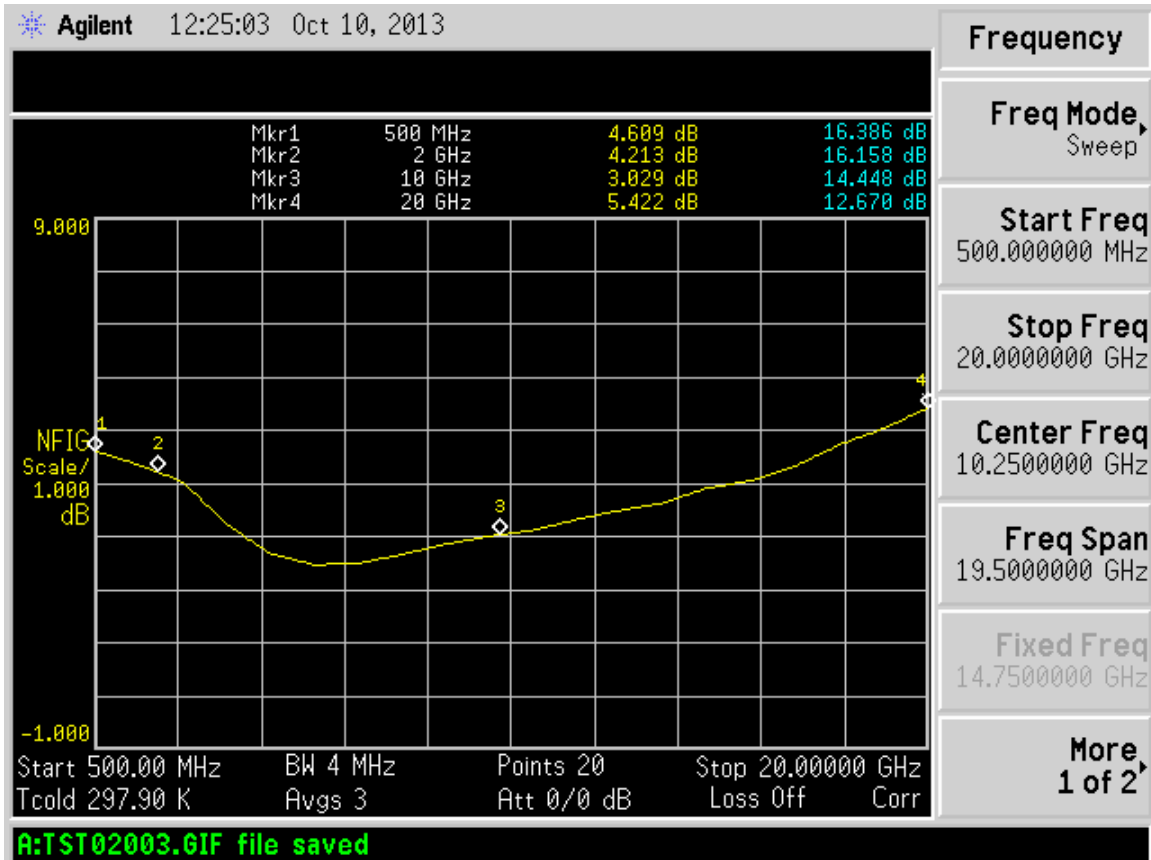 Agilent 12:25:03 Oct 10, 2013
Mkr1 500 MHz 4.609 dB 16.386 dB
Mkr2 2 GHz 4.213 dB 16.158 dB
Mkr3 10 GHz 3.029 dB 14.448 dB
Mkr4 20 GHz 5.422 dB 12.670 dB
9.000
NFIG
Scale/
1.000
dB
-1.000
1
2
3
4
Start 500.00 MHz BW 4 MHz Points 20 Stop 20.00000 GHz
Tcold 297.90 K Avgs 3 Att 0/0 dB Loss Off Corr
A:TST02003.GIF file saved
Frequency
Freq Mode
Sweep
Start Freq
500.000000 MHz
Stop Freq
20.0000000 GHz
Center Freq
10.2500000 GHz
Freq Span
19.5000000 GHz
Fixed Freq
14.7500000 GHz
More
1 of 2